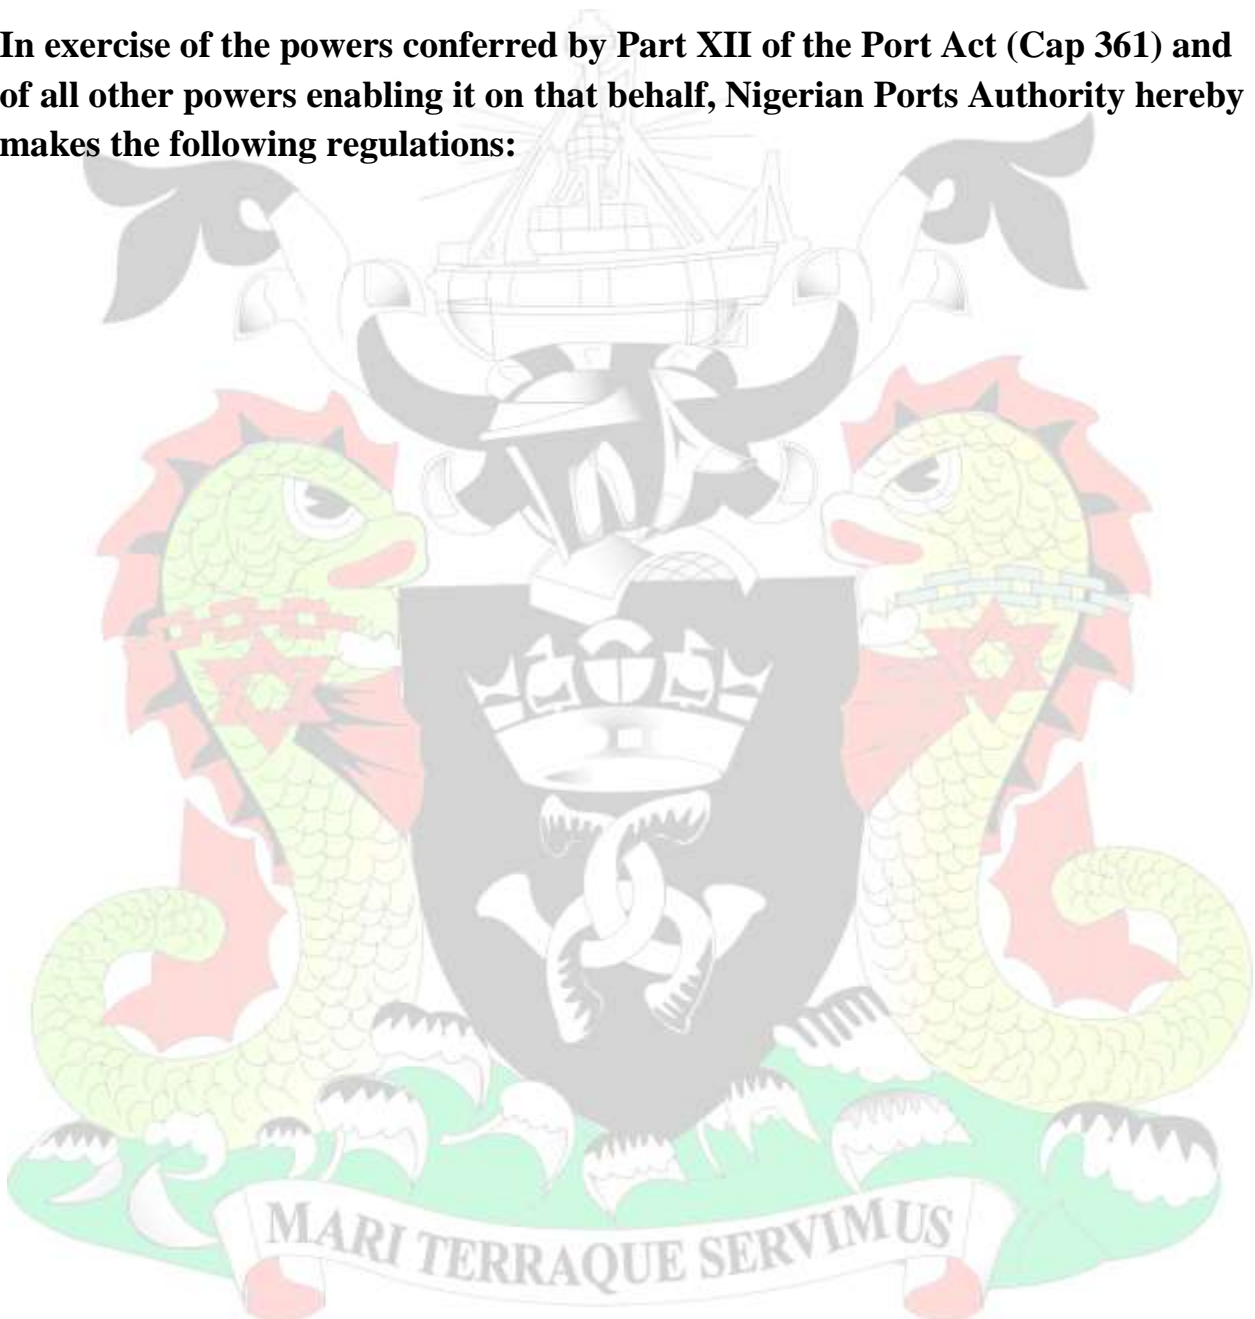 In exercise of the powers conferred by Part XII of the Port Act (Cap 361) and
of all other powers enabling it on that behalf, Nigerian Ports Authority hereby
makes the following regulations:
MARI TERRAQUE SERVIMUS